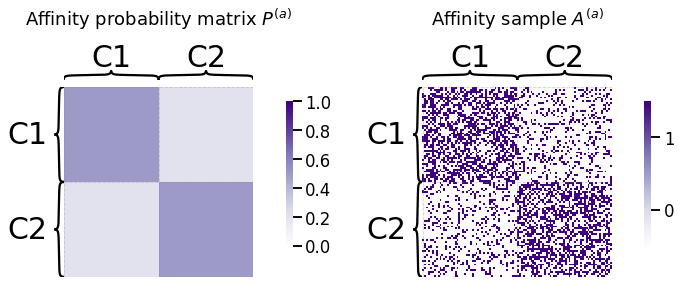 Affinity probability matrix P^(a)
C1 C2
C1
C2
1.0
0.8
0.6
0.4
0.2
0.0
Affinity sample A^(a)
C1 C2
C1
C2
1
0